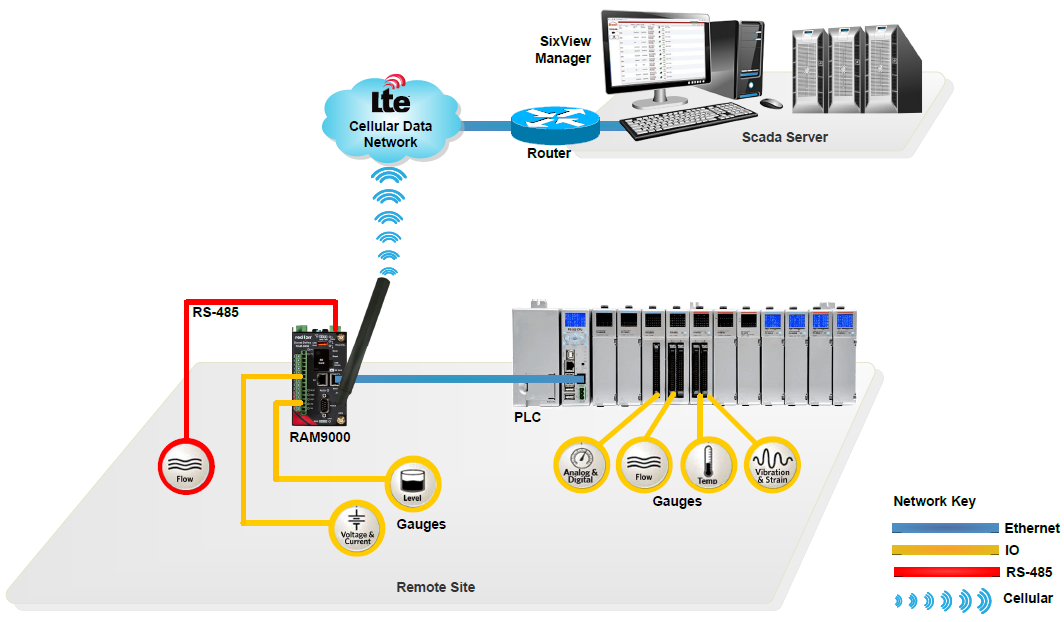 SixView
Manager
Scada Server
Lte
Cellular Data
Network
Router
RS-485
red lion
RAM9000
PLC
Flow
Level
Voltage &
Current
Gauges
Analog &
Digital
Flow
Temp
Vibration
& Strain
Gauges
Remote Site
Network Key
Ethernet
IO
RS-485
Cellular